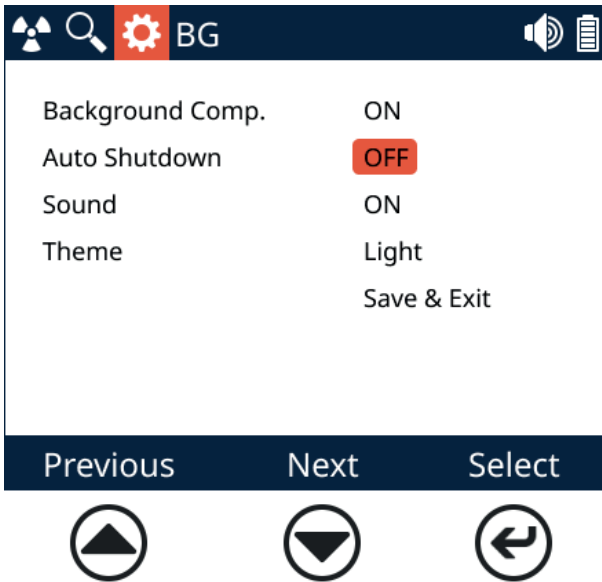 BG
Background Comp. ON
Auto Shutdown OFF
Sound ON
Theme Light
Save & Exit
Previous Next Select